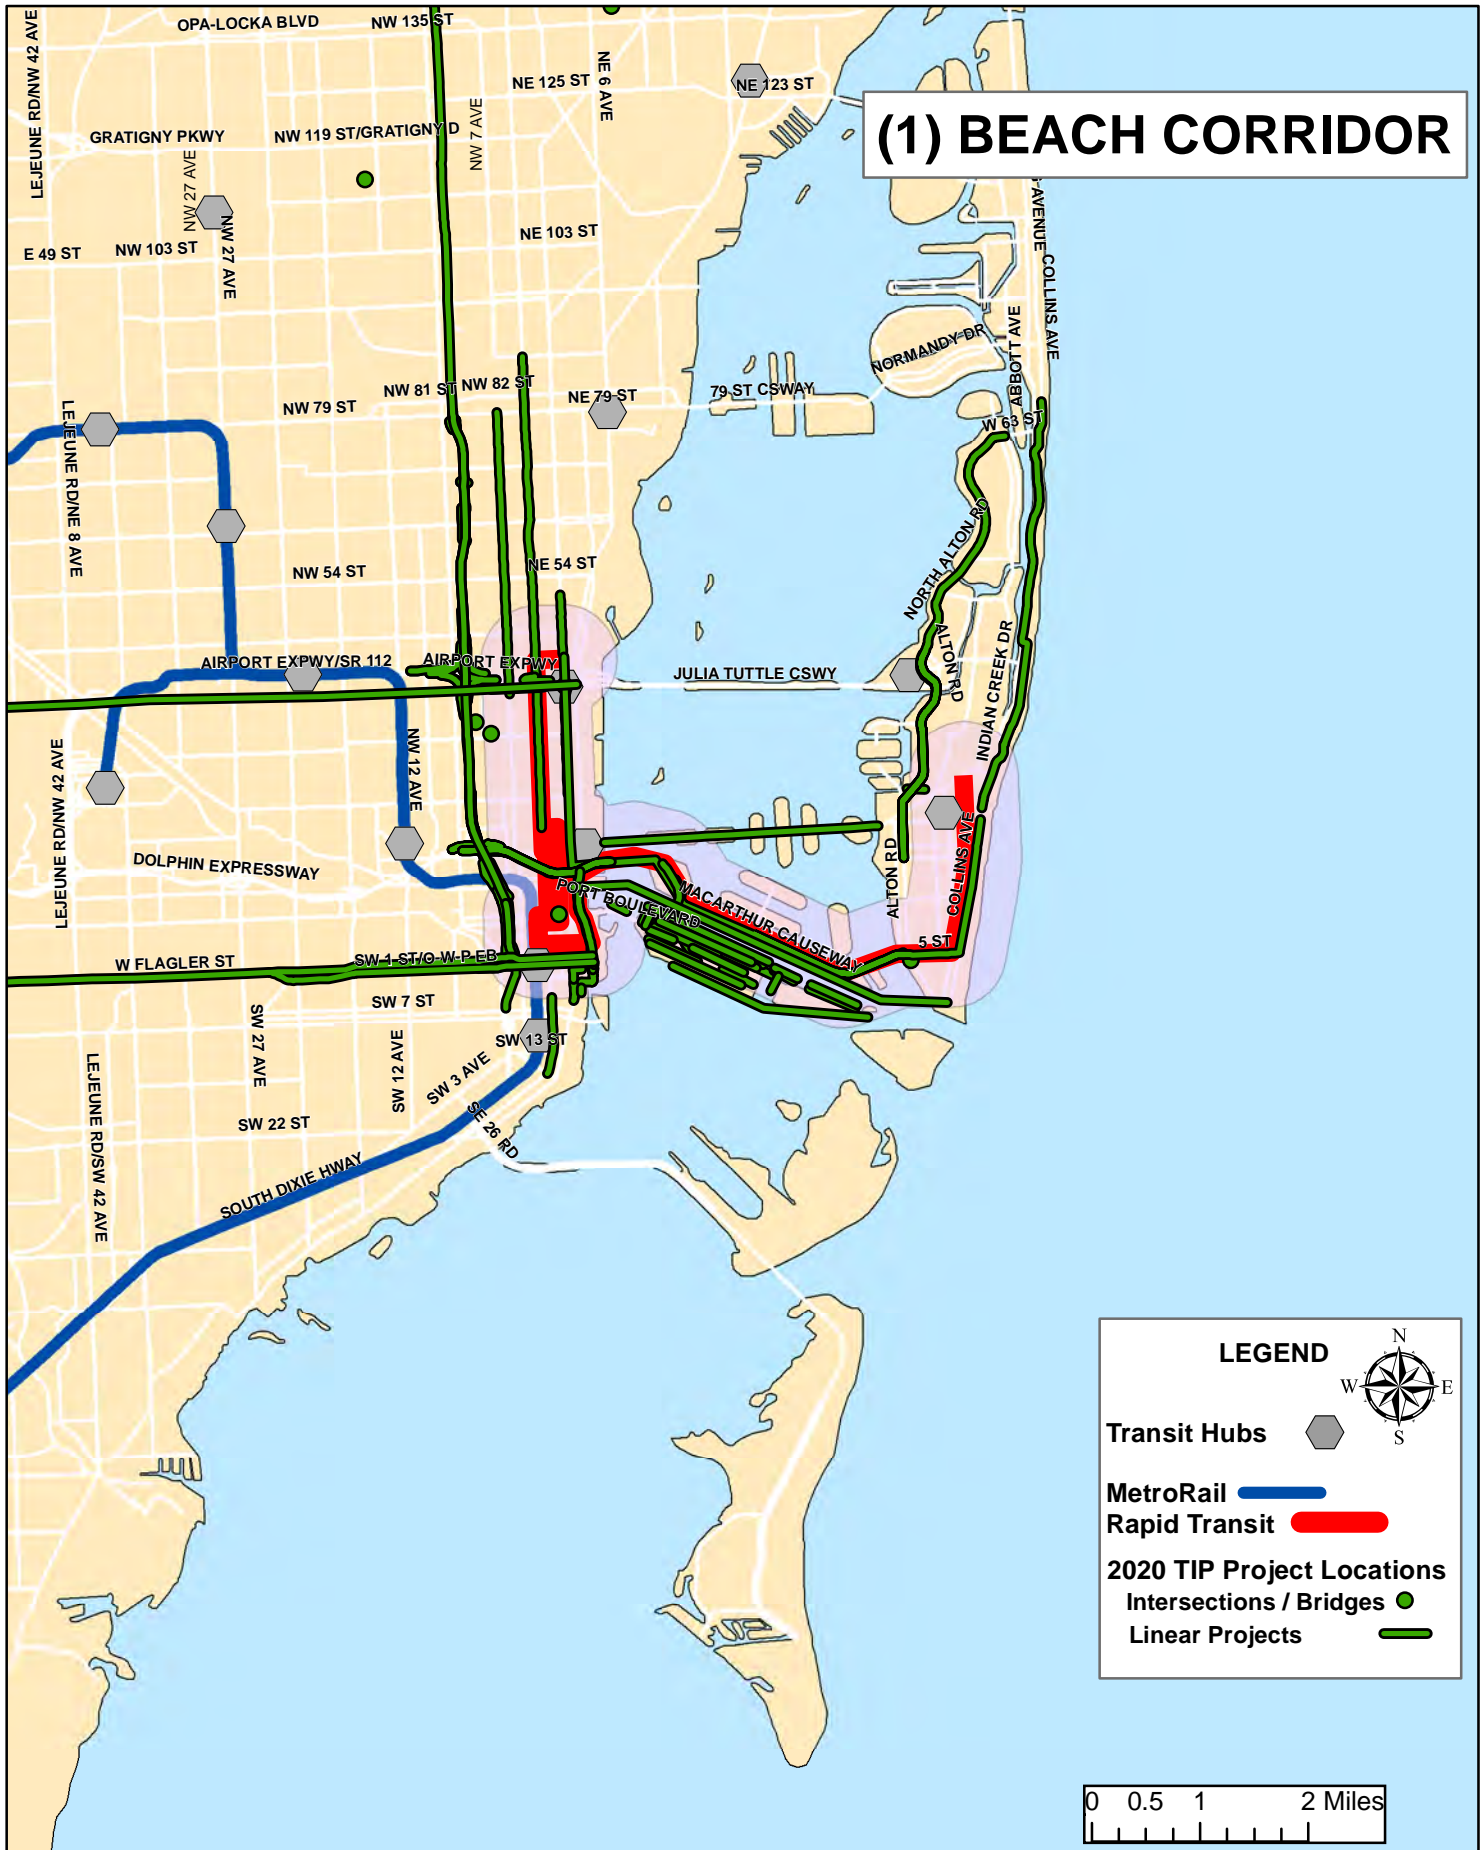 OPA-LOCKA BLVD
NW 135 ST
LEJEUNE RD/NW 42 AVE
NE 6 AVE
NE 125 ST
NE 123 ST
(1) BEACH CORRIDOR
GRATIGNY PKWY
NW 119 ST/GRATIGNY D
NW 7 AVE
NW 27 AVE
NW 27 AVE
E 49 ST
NW 103 ST
NE 103 ST
AVENUE COLLINS AVE
ABBOTT AVE
NORMANDY DR
NW 81 ST
NW 82 ST
NE 79 ST
79 ST CSWAY
NW 79 ST
W 63 ST
LEJEUNE RD/NE 8 AVE
NORTH ALTON RD
NW 54 ST
NE 54 ST
AIRPORT EXPWY/SR 112
AIRPORT EXPWY
JULIA TUTTLE CSWY
ALTON RD
INDIAN CREEK DR
LEJEUNE RD/NW 42 AVE
NW 12 AVE
DOLPHIN EXPRESSWAY
PORT BOULEVARD
MACARTHUR CAUSEWAY
ALTON RD
COLLINS AVE
5 ST
W FLAGLER ST
SW 1 ST/O-W-P EB
SW 7 ST
SW 27 AVE
SW 12 AVE
SW 13 ST
SW 3 AVE
LEJEUNE RD/SW 42 AVE
SW 22 ST
SE 26 RD
SOUTH DIXIE HWAY
LEGEND
N
W E
S
Transit Hubs
MetroRail
Rapid Transit
2020 TIP Project Locations
Intersections / Bridges
Linear Projects
0 0.5 1 2 Miles